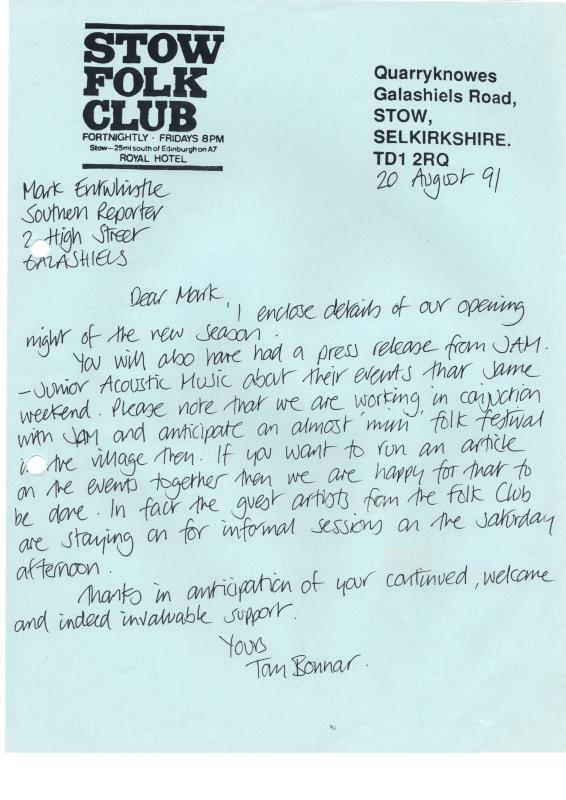 STOW
FOLK
CLUB
FORTNIGHTLY · FRIDAYS 8PM
Stow – 25mi south of Edinburgh on A7
ROYAL HOTEL
Quarryknowes
Galashiels Road,
STOW,
SELKIRKSHIRE.
TD1 2RQ
20 August 91
Mark Entwhistle
Southern Reporter
2 High Street
GALASHIELS
Dear Mark,
I enclose details of our opening
night of the new season.
You will also have had a press release from JAM.
– Junior Acoustic Music about their events that same
weekend. Please note that we are working in conjuction
with JAM and anticipate an almost 'mini' folk festival
in the village then. If you want to run an article
on the events together then we are happy for that to
be done. In fact the guest artists from the Folk Club
are staying on for informal sessions on the Saturday
afternoon.
Thanks in anticipation of your continued, welcome
and indeed invaluable support.
Yours
Tom Bonnar.